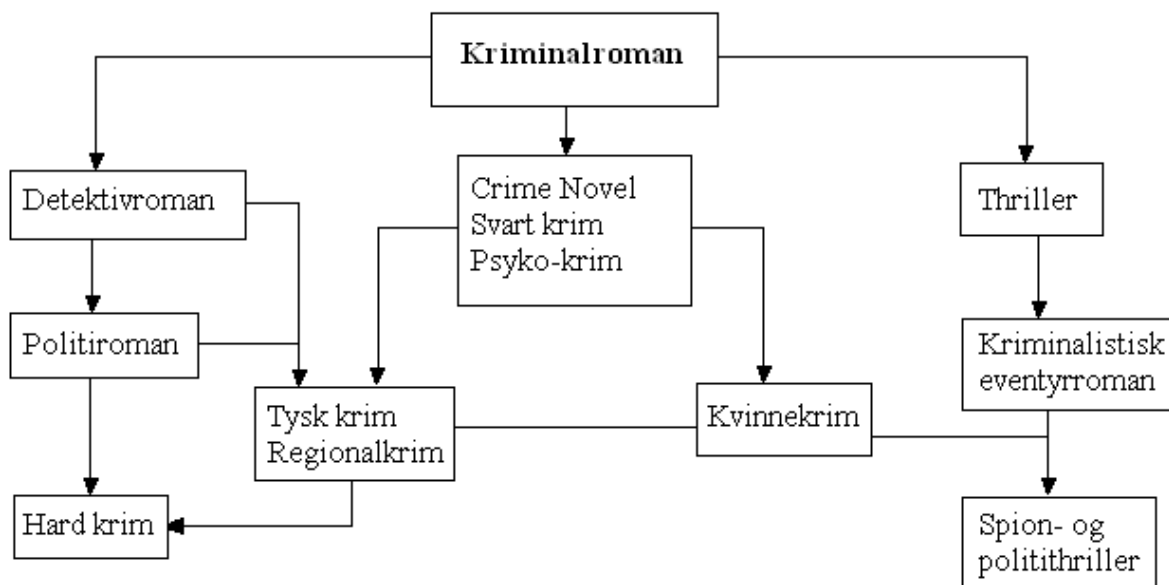 Kriminalroman
Detektivroman
Crime Novel
Svart krim
Psyko-krim
Thriller
Politiroman
Kriminalistisk
eventyrroman
Tysk krim
Regionalkrim
Kvinnekrim
Hard krim
Spion- og
politithriller